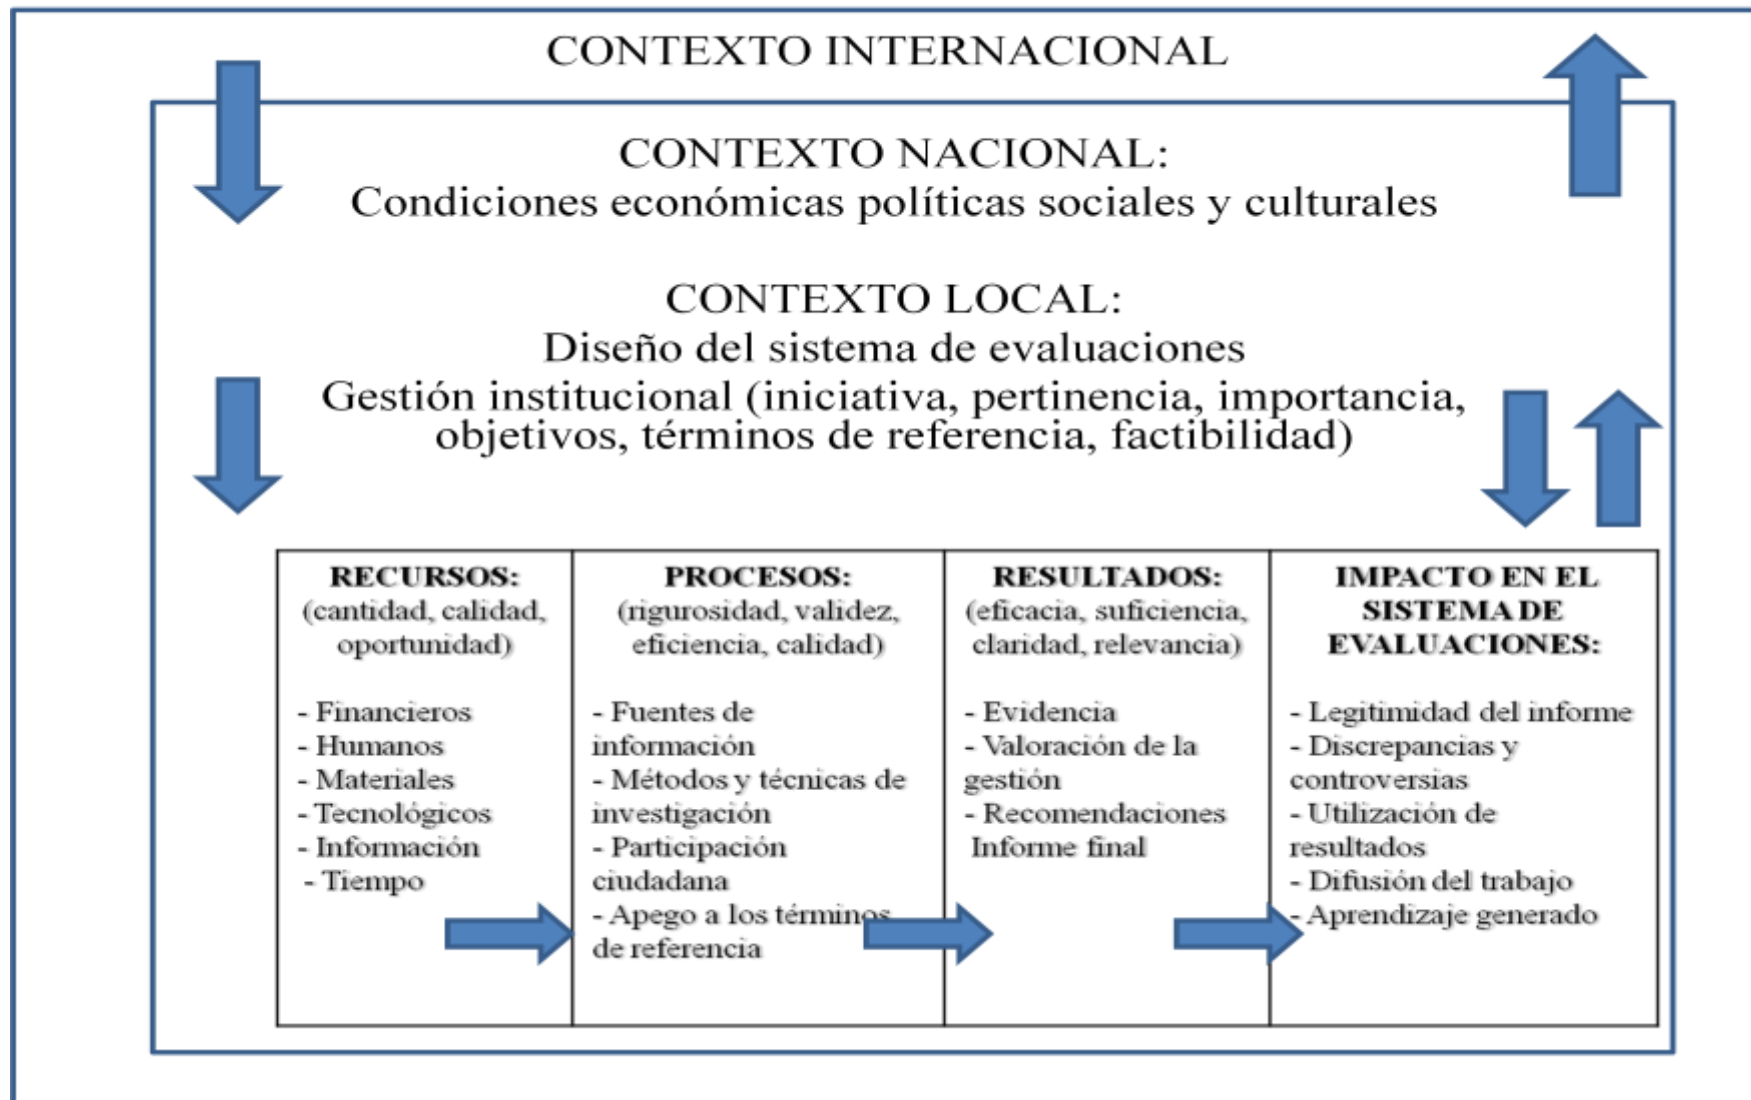 CONTEXTO INTERNACIONAL
CONTEXTO NACIONAL:
Condiciones económicas políticas sociales y culturales
CONTEXTO LOCAL:
Diseño del sistema de evaluaciones
Gestión institucional (iniciativa, pertinencia, importancia,
objetivos, términos de referencia, factibilidad)
RECURSOS:
(cantidad, calidad,
oportunidad)
- Financieros
- Humanos
- Materiales
- Tecnológicos
- Información
- Tiempo
PROCESOS:
(rigurosidad, validez,
eficiencia, calidad)
- Fuentes de
información
- Métodos y técnicas de
investigación
- Participación
ciudadana
- Apego a los términos
de referencia
RESULTADOS:
(eficacia, suficiencia,
claridad, relevancia)
- Evidencia
- Valoración de la
gestión
- Recomendaciones
Informe final
IMPACTO EN EL
SISTEMA DE
EVALUACIONES:
- Legitimidad del informe
- Discrepancias y
controversias
- Utilización de
resultados
- Difusión del trabajo
- Aprendizaje generado